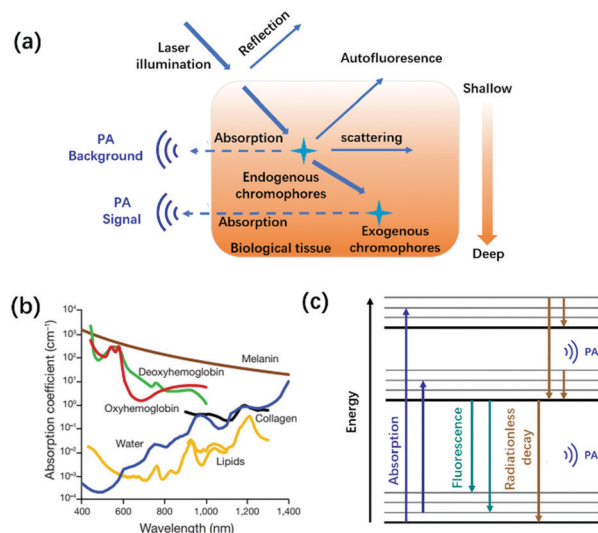 (a)
Laser
illumination
Reflection
Autofluoresence
Shallow
PA
Background
Absorption
scattering
Endogenous
chromophores
PA
Signal
Absorption
Exogenous
chromophores
Biological tissue
Deep
(b)
Absorption coefficient (cm⁻¹)
10⁴
10³
10²
10¹
10⁰
10⁻¹
10⁻²
10⁻³
10⁻⁴
Melanin
Deoxyhemoglobin
Oxyhemoglobin
Collagen
Water
Lipids
400
600
800
1,000
1,200
1,400
Wavelength (nm)
(c)
Energy
Absorption
Fluorescence
Radiationless
decay
PA
PA